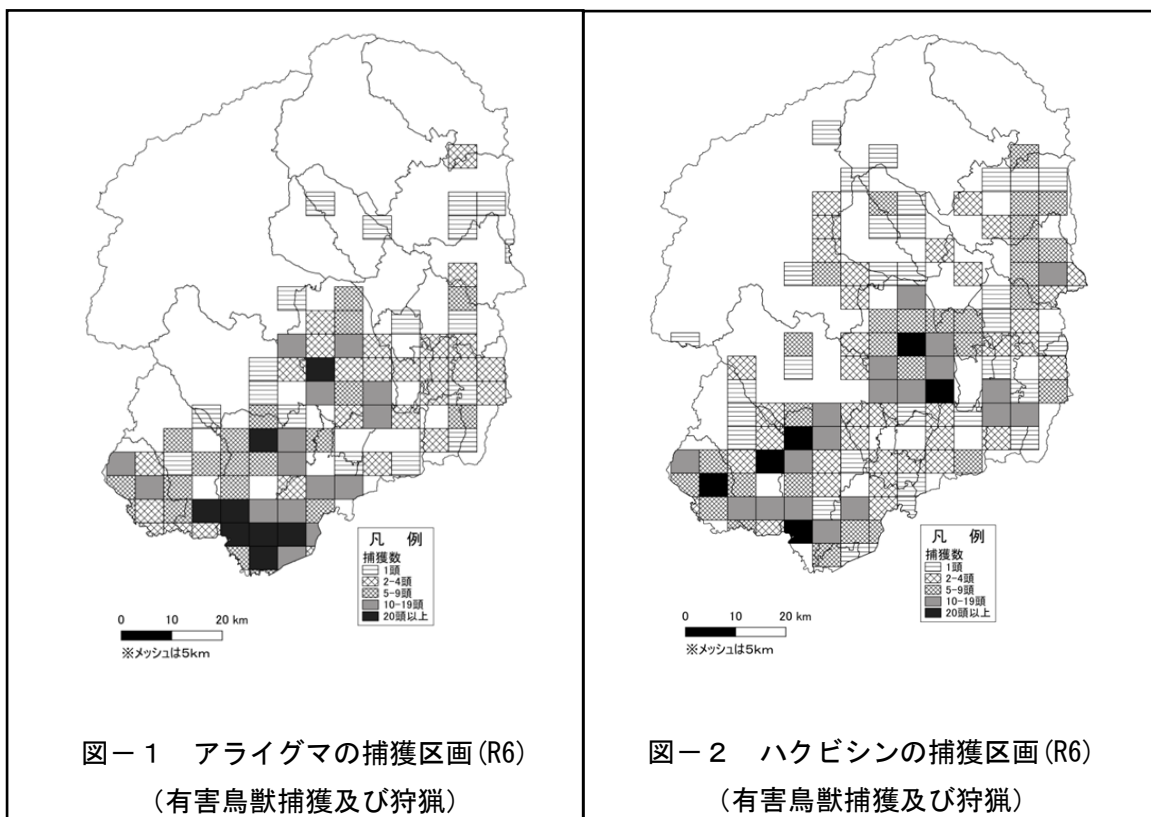 凡 例
捕獲数
1頭
2-4頭
5-9頭
10-19頭
20頭以上
0 10 20 km
※メッシュは5km
図-1 アライグマの捕獲区画(R6)
(有害鳥獣捕獲及び狩猟)
凡 例
捕獲数
1頭
2-4頭
5-9頭
10-19頭
20頭以上
0 10 20 km
※メッシュは5km
図-2 ハクビシンの捕獲区画(R6)
(有害鳥獣捕獲及び狩猟)